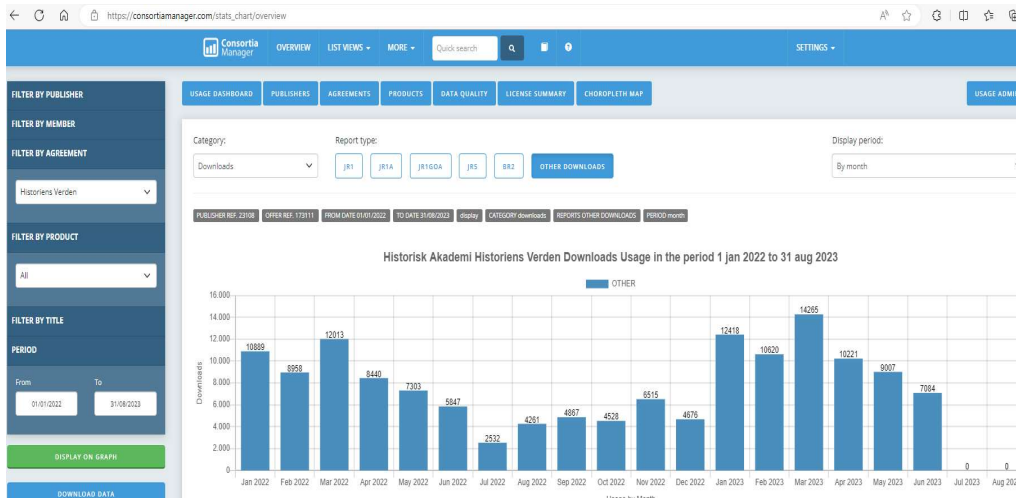 https://consortiamanager.com/stats_chart/overview
Consortia
Manager
OVERVIEW
LIST VIEWS
MORE
Quick search
SETTINGS
FILTER BY PUBLISHER
FILTER BY MEMBER
FILTER BY AGREEMENT
Historiens Verden
FILTER BY PRODUCT
All
FILTER BY TITLE
PERIOD
From To
01/01/2022 31/08/2023
DISPLAY ON GRAPH
DOWNLOAD DATA
USAGE DASHBOARD
PUBLISHERS
AGREEMENTS
PRODUCTS
DATA QUALITY
LICENSE SUMMARY
CHOROPLETH MAP
USAGE ADMI
Category: Report type: Display period:
Downloads
JR1
JR1A
JR1GOA
JR5
BR2
OTHER DOWNLOADS
By month
PUBLISHER REF. 23108
OFFER REF. 173111
FROM DATE 01/01/2022
TO DATE 31/08/2023
display
CATEGORY downloads
REPORTS OTHER DOWNLOADS
PERIOD month
Historisk Akademi Historiens Verden Downloads Usage in the period 1 jan 2022 to 31 aug 2023
OTHER
Downloads
16.000
14.000
12.000
10.000
8.000
6.000
4.000
2.000
0
10889
8958
12013
8440
7303
5847
2532
4261
4867
4528
6515
4676
12418
10620
14265
10221
9007
7084
0
0
Jan 2022 Feb 2022 Mar 2022 Apr 2022 May 2022 Jun 2022 Jul 2022 Aug 2022 Sep 2022 Oct 2022 Nov 2022 Dec 2022 Jan 2023 Feb 2023 Mar 2023 Apr 2023 May 2023 Jun 2023 Jul 2023 Aug 202
Usage by Month